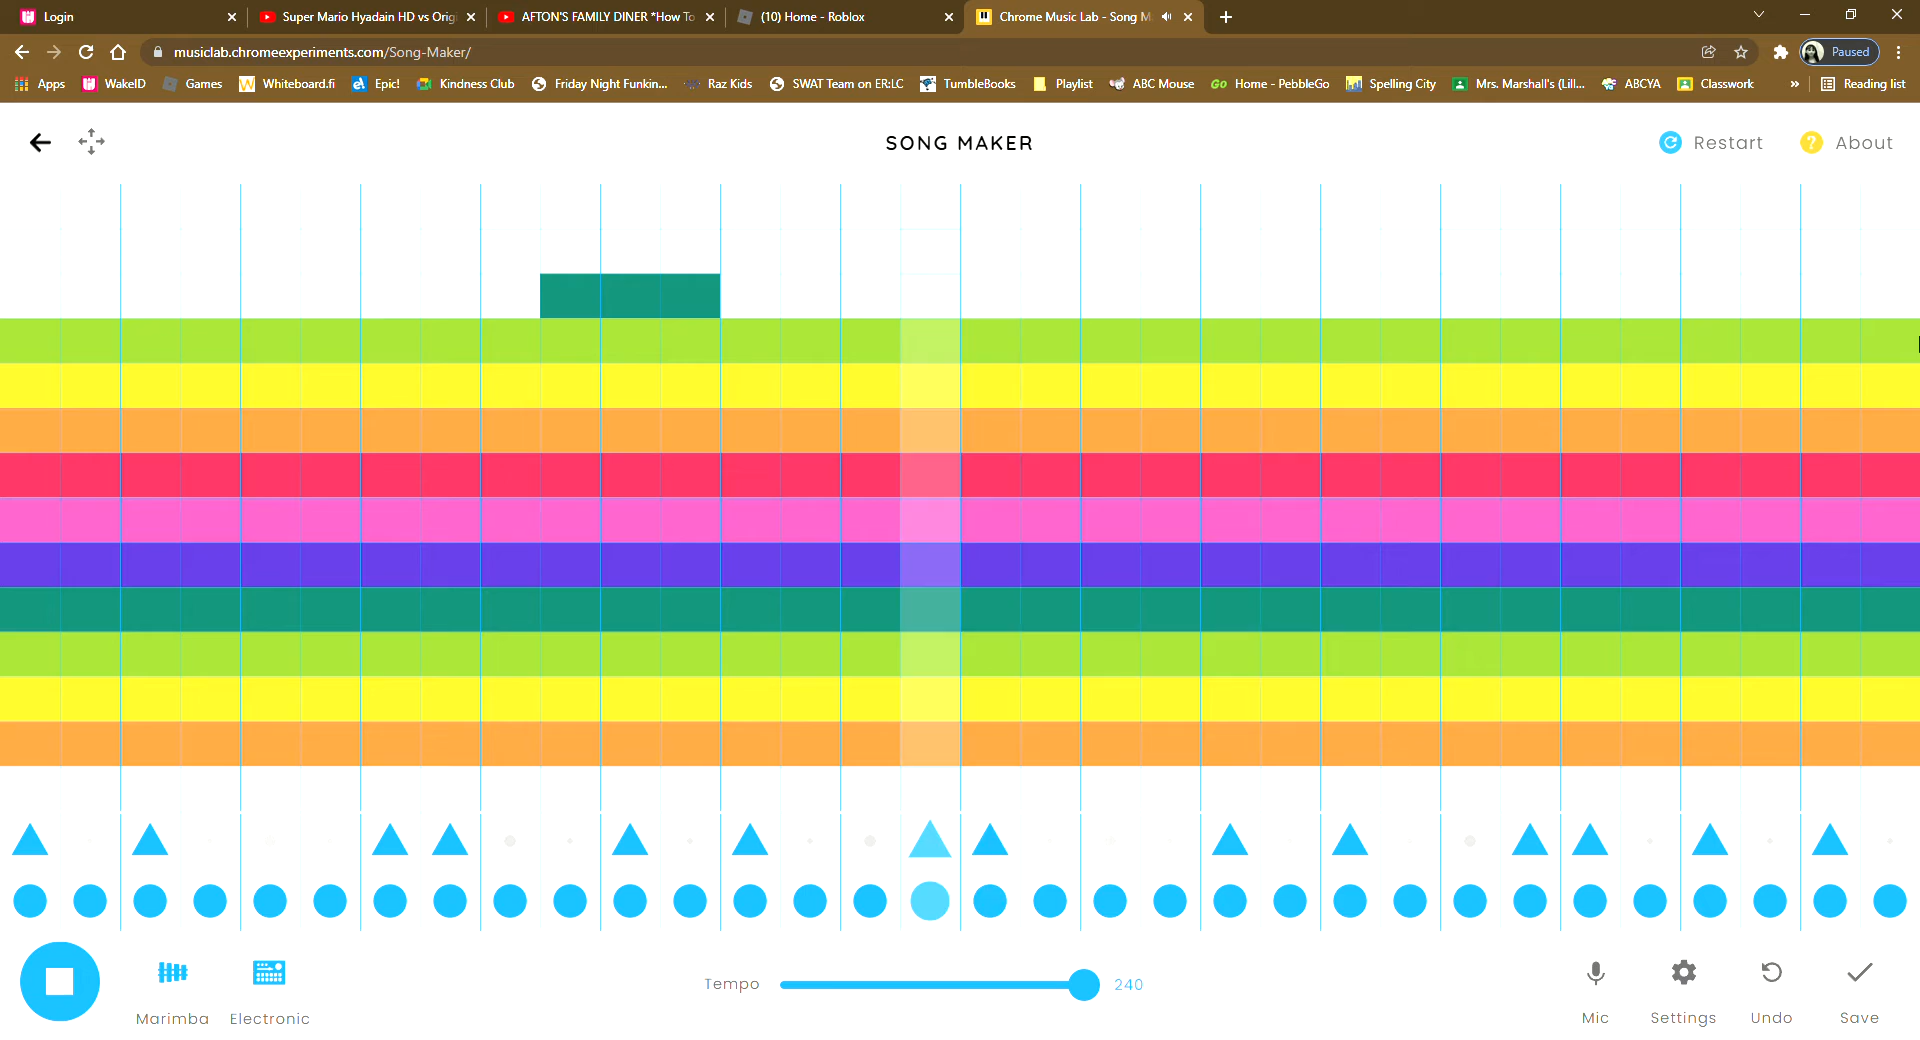 Login
Super Mario Hyadain HD vs Orig
AFTON'S FAMILY DINER *How To
(10) Home - Roblox
Chrome Music Lab - Song M
musiclab.chromeexperiments.com/Song-Maker/
Paused
Apps
WakeID
Games
Whiteboard.fi
Epic!
Kindness Club
Friday Night Funkin...
Raz Kids
SWAT Team on ER:LC
TumbleBooks
Playlist
ABC Mouse
Go Home - PebbleGo
Spelling City
Mrs. Marshall's (Lill...
ABCYA
Classwork
»
Reading list
SONG MAKER
Restart
? About
Tempo
240
Marimba
Electronic
Mic
Settings
Undo
Save